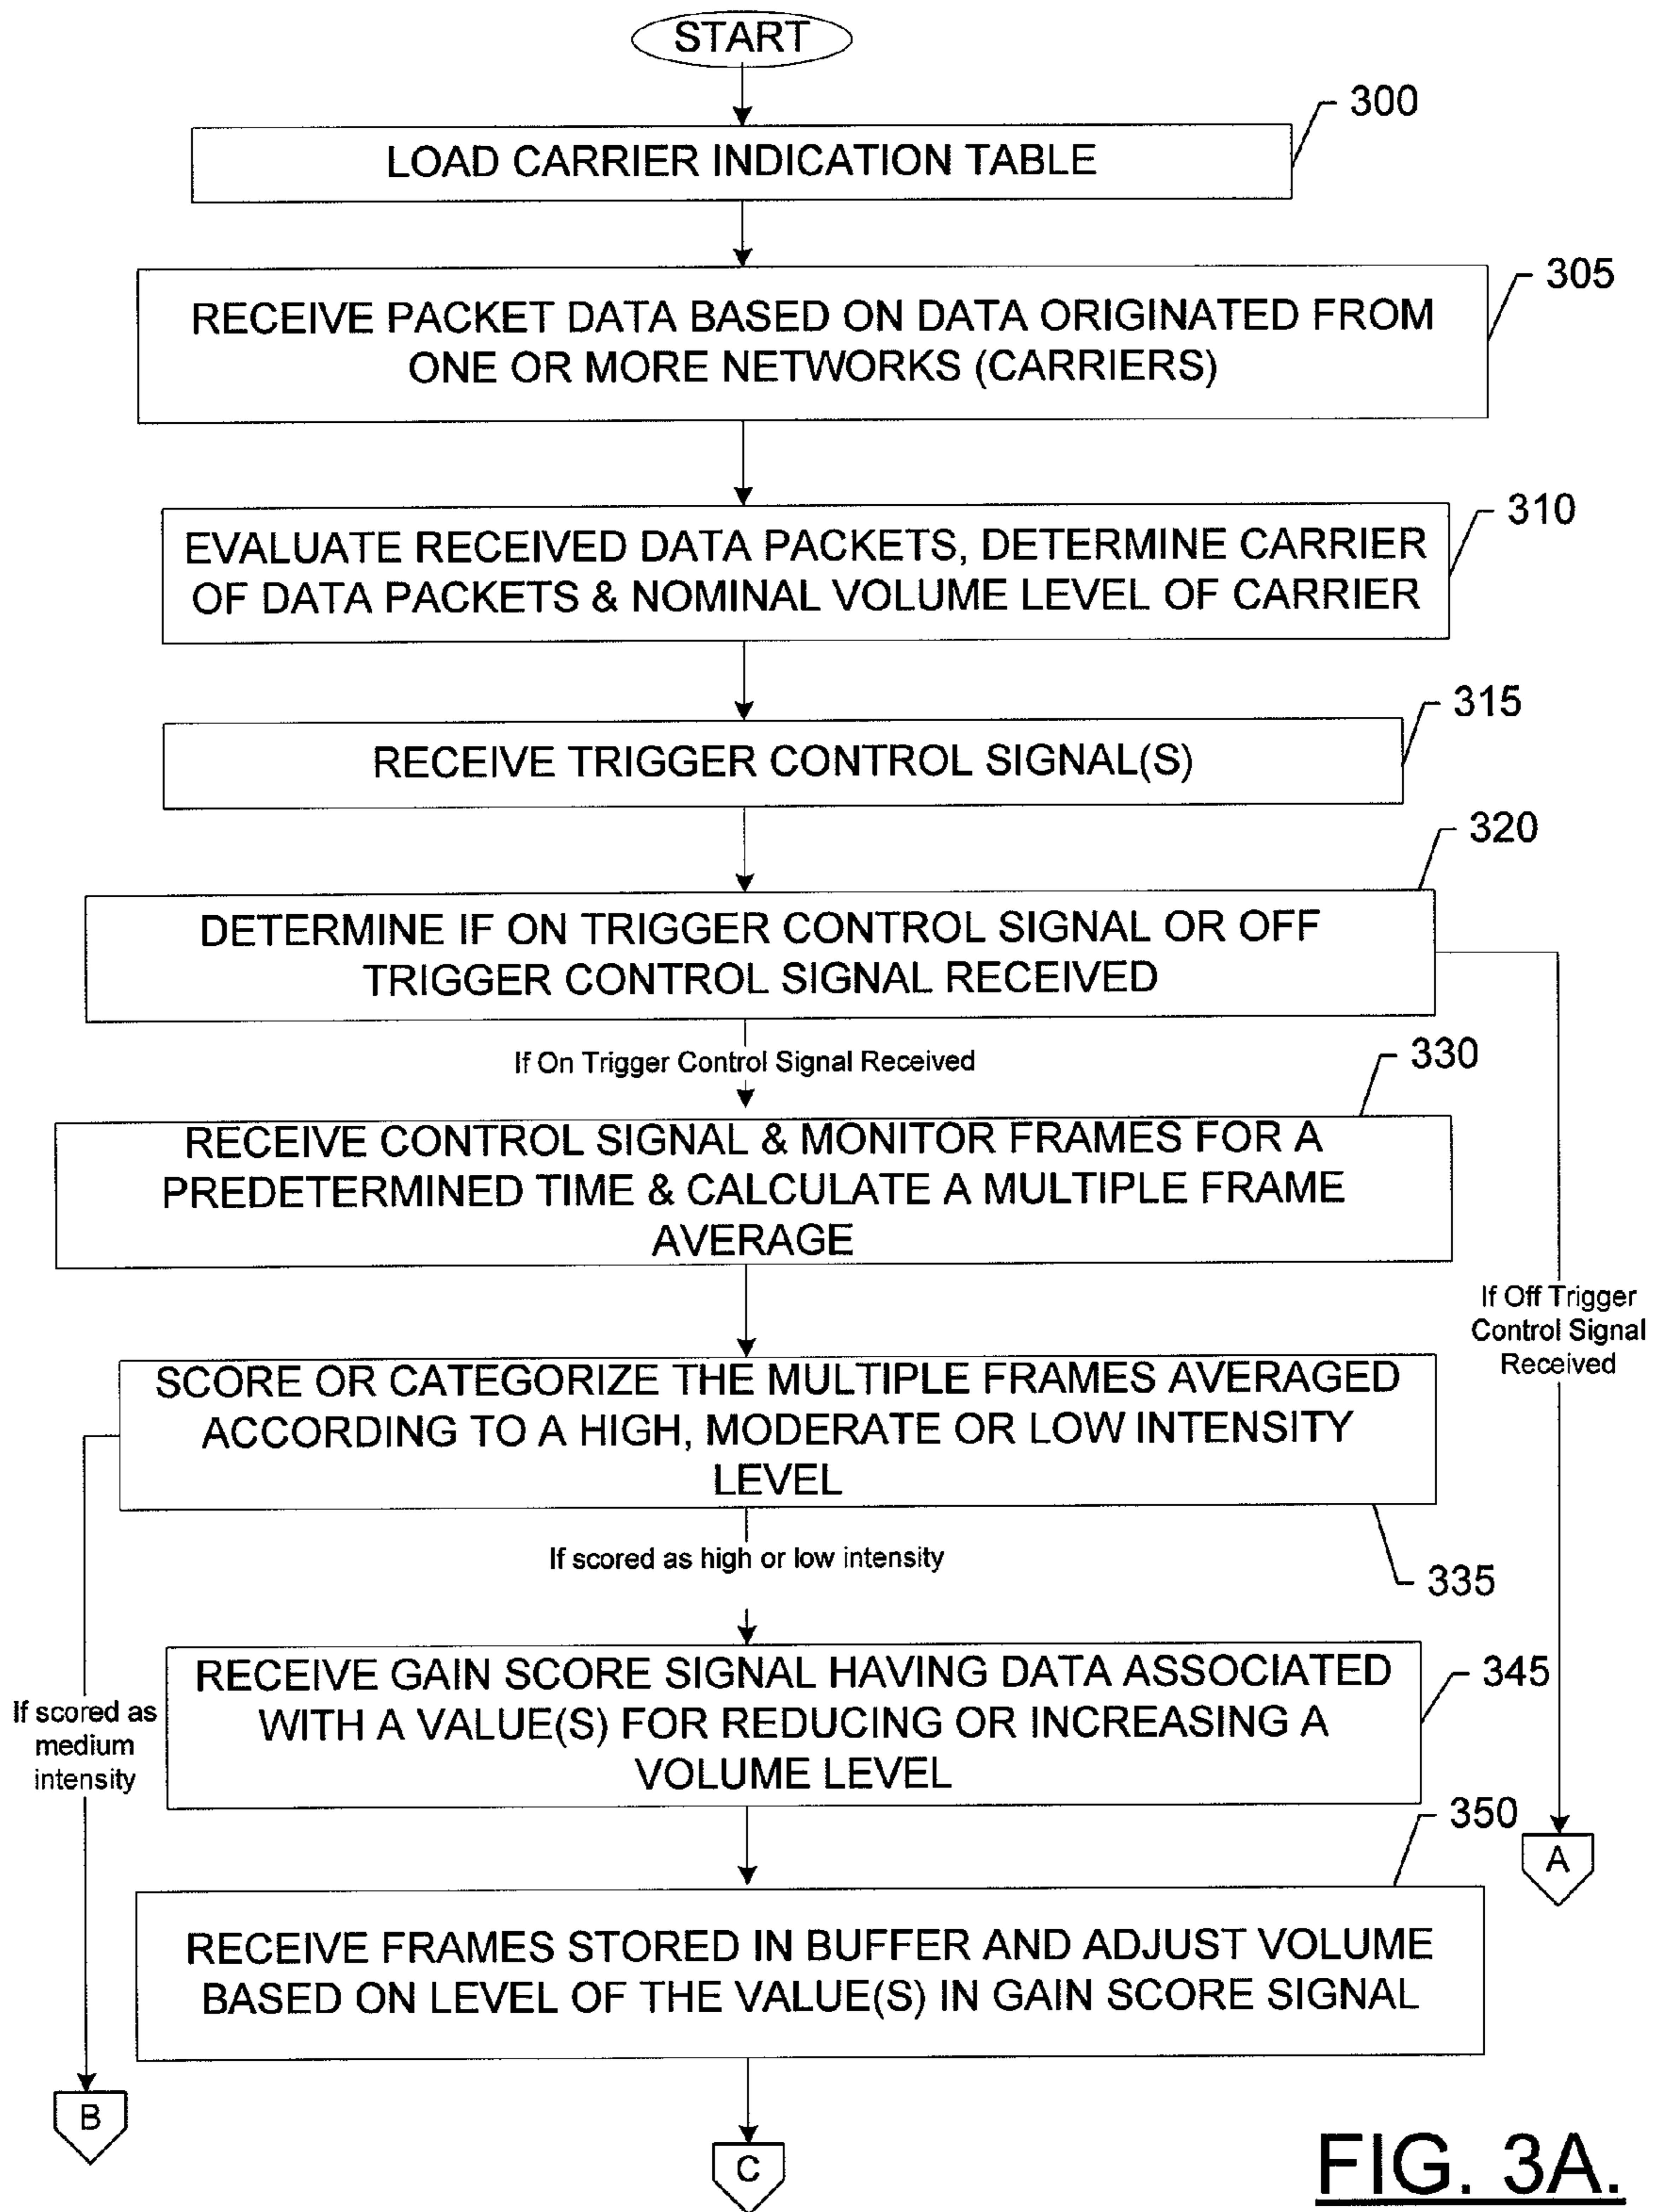 START
300
LOAD CARRIER INDICATION TABLE
305
RECEIVE PACKET DATA BASED ON DATA ORIGINATED FROM
ONE OR MORE NETWORKS (CARRIERS)
310
EVALUATE RECEIVED DATA PACKETS, DETERMINE CARRIER
OF DATA PACKETS & NOMINAL VOLUME LEVEL OF CARRIER
315
RECEIVE TRIGGER CONTROL SIGNAL(S)
320
DETERMINE IF ON TRIGGER CONTROL SIGNAL OR OFF
TRIGGER CONTROL SIGNAL RECEIVED
If On Trigger Control Signal Received
330
RECEIVE CONTROL SIGNAL & MONITOR FRAMES FOR A
PREDETERMINED TIME & CALCULATE A MULTIPLE FRAME
AVERAGE
If Off Trigger
Control Signal
Received
SCORE OR CATEGORIZE THE MULTIPLE FRAMES AVERAGED
ACCORDING TO A HIGH, MODERATE OR LOW INTENSITY
LEVEL
If scored as high or low intensity
335
RECEIVE GAIN SCORE SIGNAL HAVING DATA ASSOCIATED
WITH A VALUE(S) FOR REDUCING OR INCREASING A
VOLUME LEVEL
345
If scored as
medium
intensity
350
A
RECEIVE FRAMES STORED IN BUFFER AND ADJUST VOLUME
BASED ON LEVEL OF THE VALUE(S) IN GAIN SCORE SIGNAL
B
C
FIG. 3A.